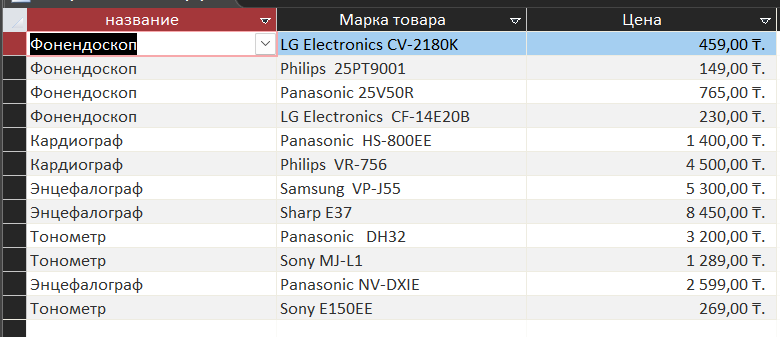 название Марка товара Цена
Фонендоскоп LG Electronics CV-2180K 459,00 ₸.
Фонендоскоп Philips  25PT9001 149,00 ₸.
Фонендоскоп Panasonic 25V50R 765,00 ₸.
Фонендоскоп LG Electronics  CF-14E20B 230,00 ₸.
Кардиограф Panasonic  HS-800EE 1 400,00 ₸.
Кардиограф Philips  VR-756 4 500,00 ₸.
Энцефалограф Samsung  VP-J55 5 300,00 ₸.
Энцефалограф Sharp E37 8 450,00 ₸.
Тонометр Panasonic   DH32 3 200,00 ₸.
Тонометр Sony MJ-L1 1 289,00 ₸.
Энцефалограф Panasonic NV-DXIE 2 599,00 ₸.
Тонометр Sony E150EE 269,00 ₸.